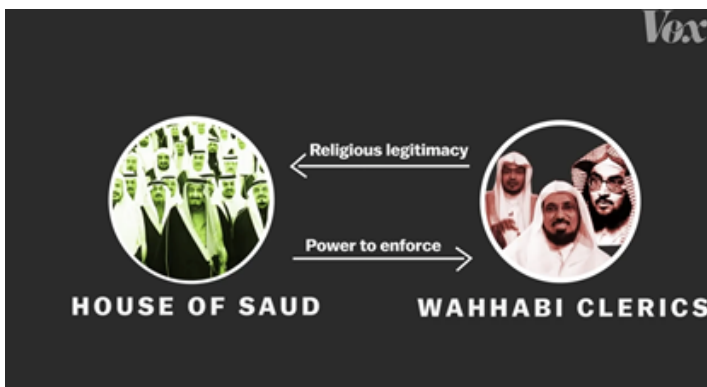 Vox
Religious legitimacy
Power to enforce
HOUSE OF SAUD
WAHHABI CLERICS